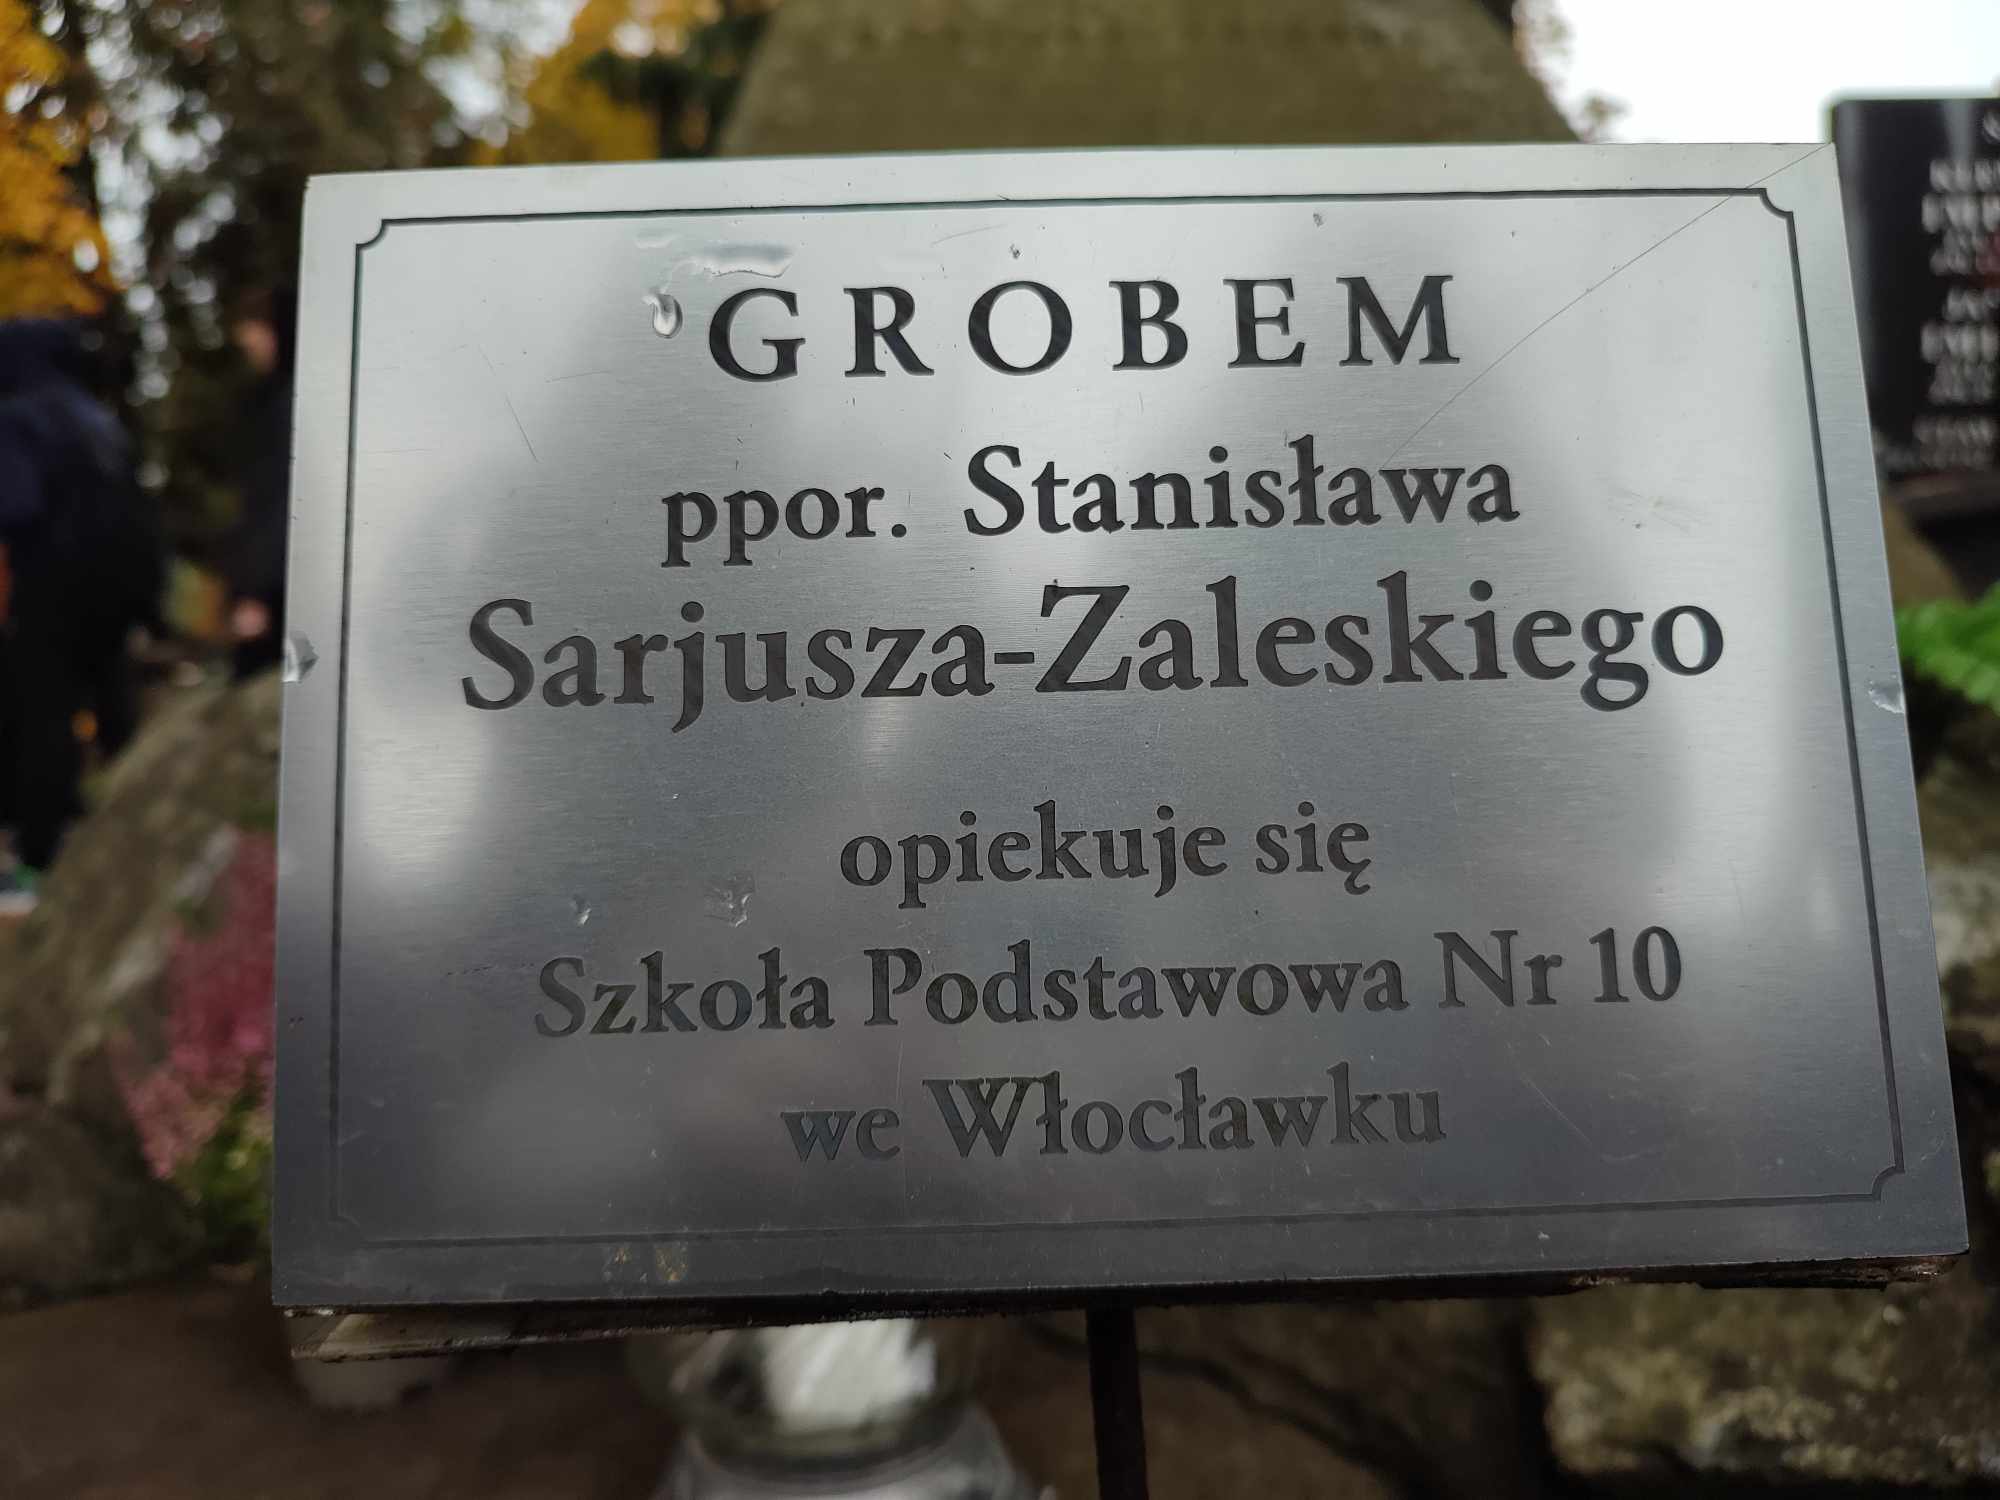 GROBEM
ppor. Stanisława
Sarjusza-Zaleskiego
opiekuje się
Szkoła Podstawowa Nr 10
we Włocławku